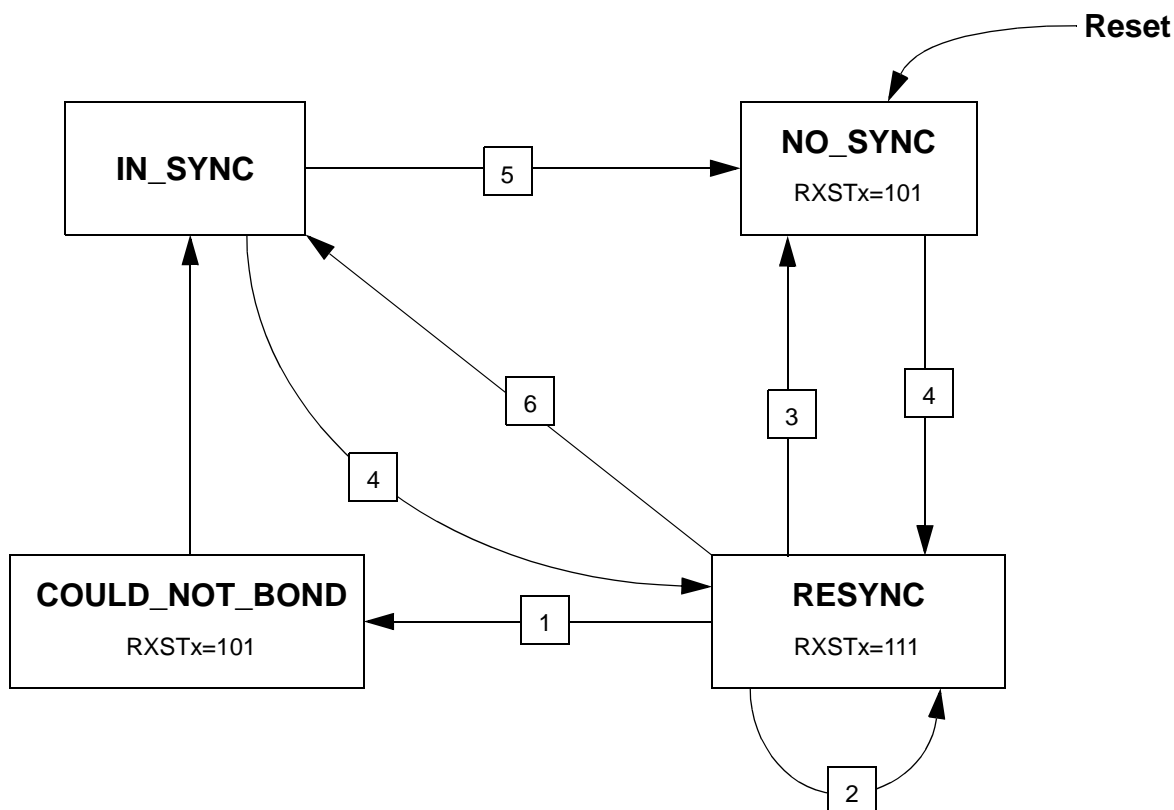 Reset
IN_SYNC
NO_SYNC
RXSTx=101
5
6
3
4
4
COULD_NOT_BOND
RXSTx=101
1
RESYNC
RXSTx=111
2